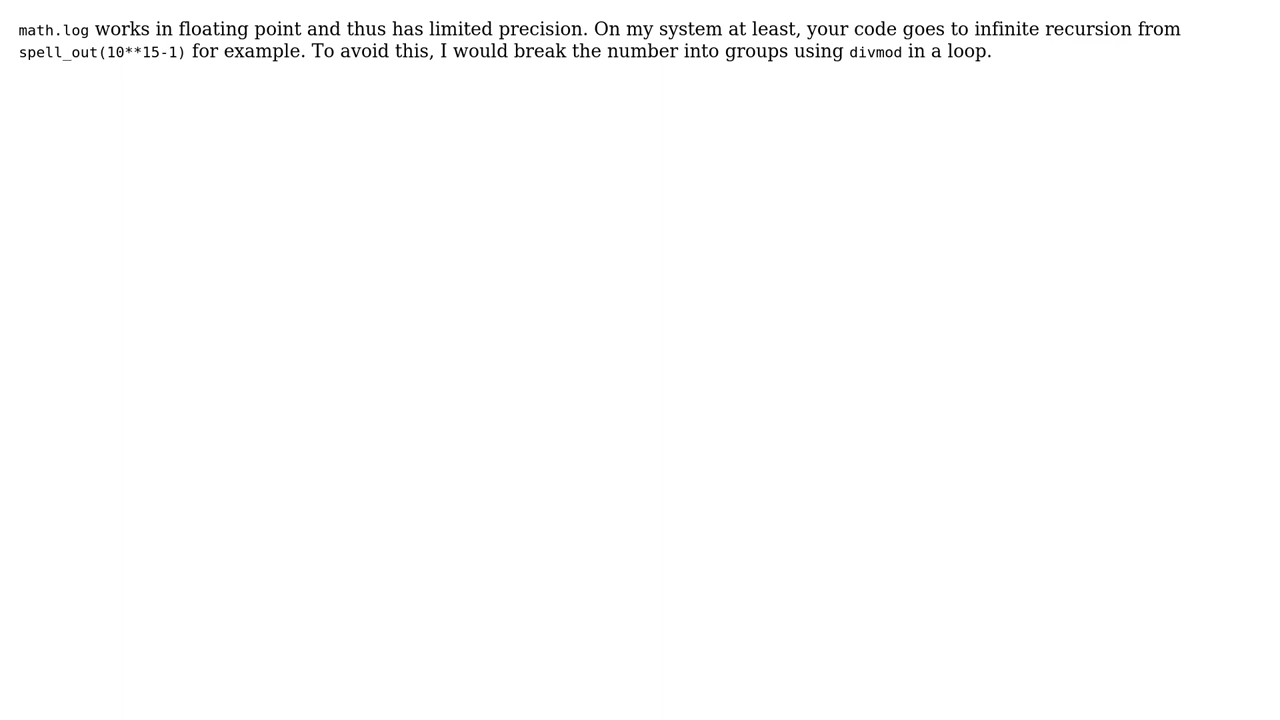 math.log works in floating point and thus has limited precision. On my system at least, your code goes to infinite recursion from
spell_out(10**15-1) for example. To avoid this, I would break the number into groups using divmod in a loop.